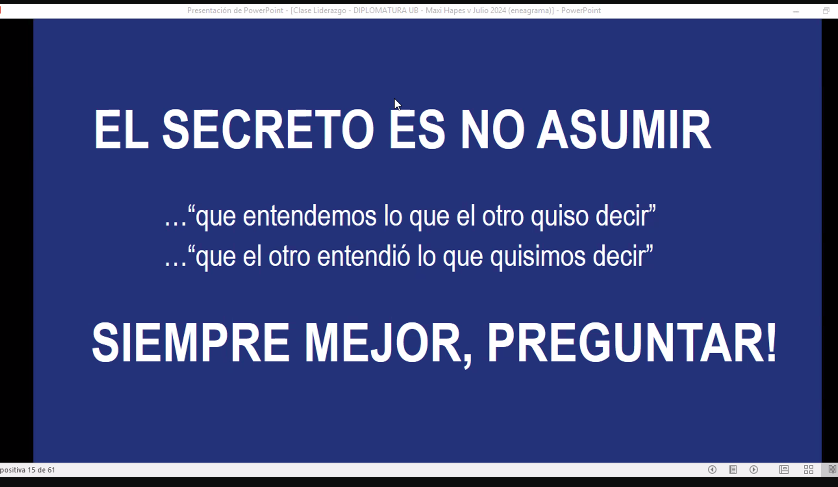 Presentación de PowerPoint - [Clase Liderazgo - DIPLOMATURA UB - Maxi Hapes v Julio 2024 (eneagrama)] - PowerPoint
EL SECRETO ES NO ASUMIR
…“que entendemos lo que el otro quiso decir”
…“que el otro entendió lo que quisimos decir”
SIEMPRE MEJOR, PREGUNTAR!
positiva 15 de 61